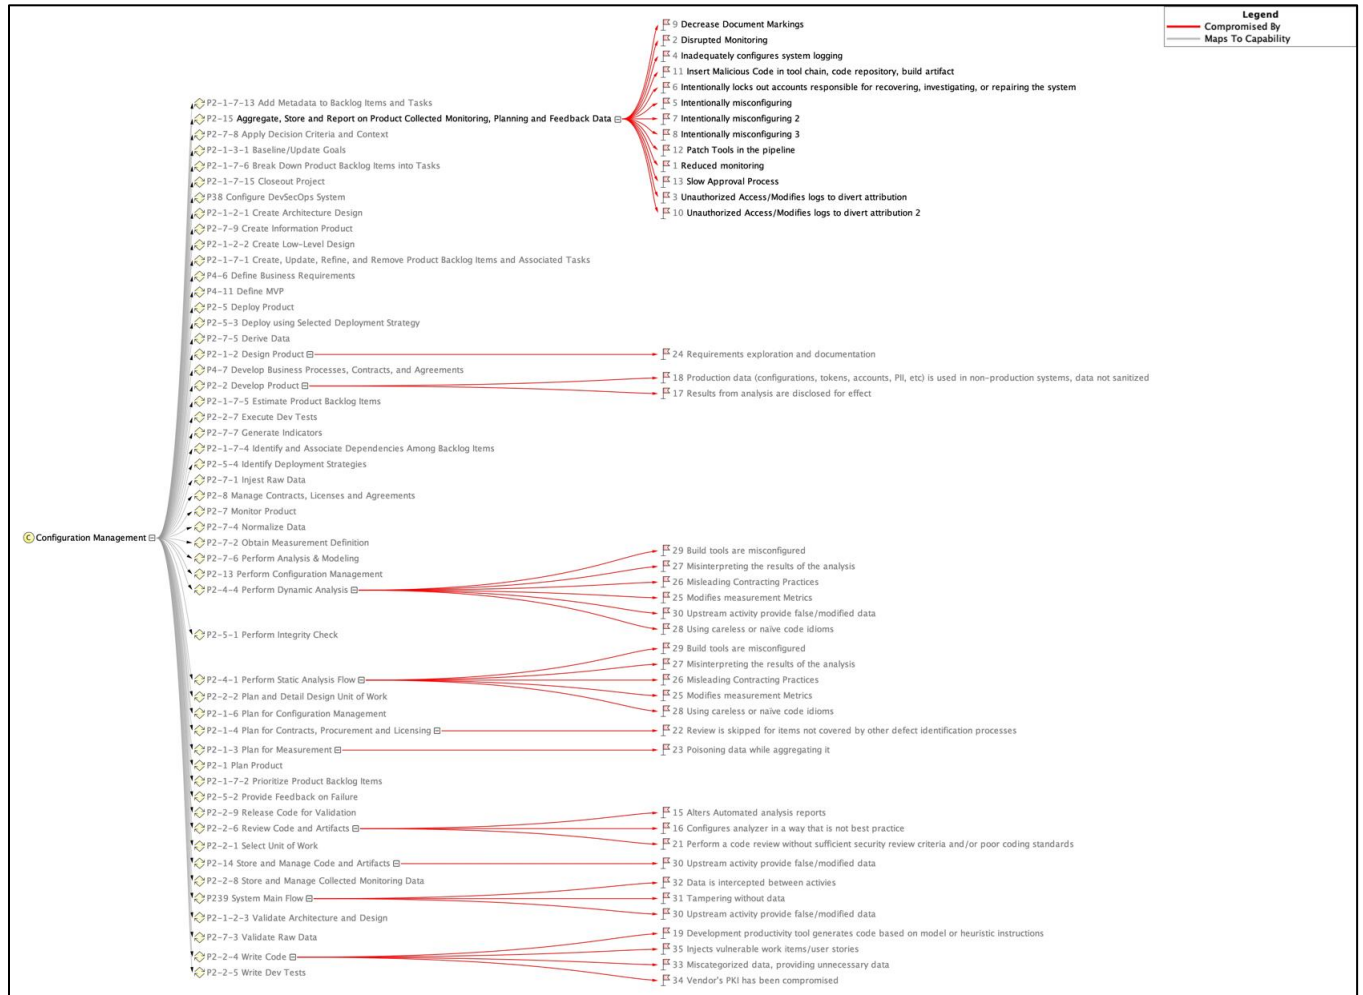 Legend
Compromised By
Maps To Capability
Configuration Management
P2-1-7-13 Add Metadata to Backlog Items and Tasks
P2-15 Aggregate, Store and Report on Product Collected Monitoring, Planning and Feedback Data
9 Decrease Document Markings
2 Disrupted Monitoring
4 Inadequately configures system logging
11 Insert Malicious Code in tool chain, code repository, build artifact
6 Intentionally locks out accounts responsible for recovering, investigating, or repairing the system
5 Intentionally misconfiguring
7 Intentionally misconfiguring 2
8 Intentionally misconfiguring 3
12 Patch Tools in the pipeline
1 Reduced monitoring
13 Slow Approval Process
3 Unauthorized Access/Modifies logs to divert attribution
10 Unauthorized Access/Modifies logs to divert attribution 2
P2-7-8 Apply Decision Criteria and Context
P2-1-3-1 Baseline/Update Goals
P2-1-7-6 Break Down Product Backlog Items into Tasks
P2-1-7-15 Closeout Project
P38 Configure DevSecOps System
P2-1-2-1 Create Architecture Design
P2-7-9 Create Information Product
P2-1-2-2 Create Low-Level Design
P2-1-7-1 Create, Update, Refine, and Remove Product Backlog Items and Associated Tasks
P4-6 Define Business Requirements
P4-11 Define MVP
P2-5 Deploy Product
P2-5-3 Deploy using Selected Deployment Strategy
P2-7-5 Derive Data
P2-1-2 Design Product
24 Requirements exploration and documentation
P4-7 Develop Business Processes, Contracts, and Agreements
P2-2 Develop Product
18 Production data (configurations, tokens, accounts, PII, etc) is used in non-production systems, data not sanitized
17 Results from analysis are disclosed for effect
P2-1-7-5 Estimate Product Backlog Items
P2-2-7 Execute Dev Tests
P2-7-7 Generate Indicators
P2-1-7-4 Identify and Associate Dependencies Among Backlog Items
P2-5-4 Identify Deployment Strategies
P2-7-1 Injest Raw Data
P2-8 Manage Contracts, Licenses and Agreements
P2-7 Monitor Product
P2-7-4 Normalize Data
P2-7-2 Obtain Measurement Definition
P2-7-6 Perform Analysis & Modeling
P2-13 Perform Configuration Management
P2-4-4 Perform Dynamic Analysis
29 Build tools are misconfigured
27 Misinterpreting the results of the analysis
26 Misleading Contracting Practices
25 Modifies measurement Metrics
30 Upstream activity provide false/modified data
28 Using careless or naïve code idioms
P2-5-1 Perform Integrity Check
P2-4-1 Perform Static Analysis Flow
29 Build tools are misconfigured
27 Misinterpreting the results of the analysis
26 Misleading Contracting Practices
25 Modifies measurement Metrics
28 Using careless or naïve code idioms
P2-2-2 Plan and Detail Design Unit of Work
P2-1-6 Plan for Configuration Management
P2-1-4 Plan for Contracts, Procurement and Licensing
22 Review is skipped for items not covered by other defect identification processes
P2-1-3 Plan for Measurement
23 Poisoning data while aggregating it
P2-1 Plan Product
P2-1-7-2 Prioritize Product Backlog Items
P2-5-2 Provide Feedback on Failure
P2-2-9 Release Code for Validation
P2-2-6 Review Code and Artifacts
15 Alters Automated analysis reports
16 Configures analyzer in a way that is not best practice
21 Perform a code review without sufficient security review criteria and/or poor coding standards
P2-2-1 Select Unit of Work
P2-14 Store and Manage Code and Artifacts
30 Upstream activity provide false/modified data
P2-2-8 Store and Manage Collected Monitoring Data
P239 System Main Flow
32 Data is intercepted between activies
31 Tampering without data
30 Upstream activity provide false/modified data
P2-1-2-3 Validate Architecture and Design
P2-7-3 Validate Raw Data
P2-2-4 Write Code
19 Development productivity tool generates code based on model or heuristic instructions
35 Injects vulnerable work items/user stories
33 Miscategorized data, providing unnecessary data
34 Vendor's PKI has been compromised
P2-2-5 Write Dev Tests